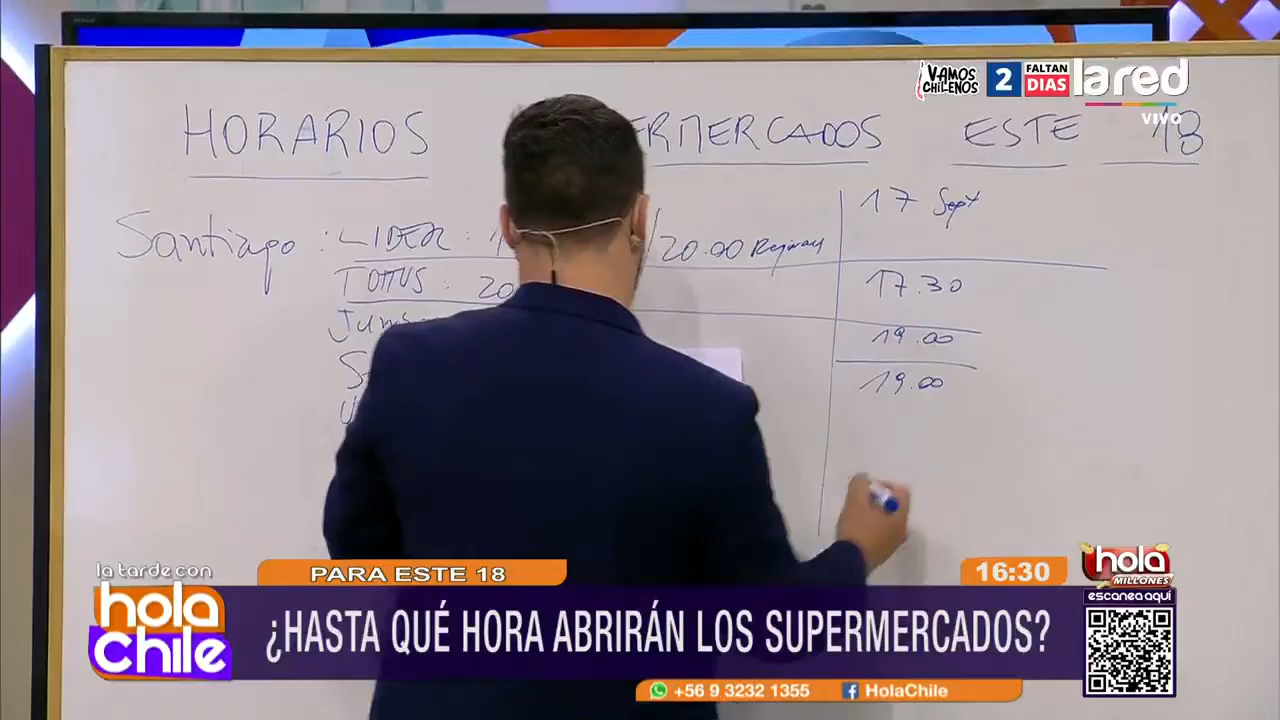 VAMOS CHILENOS
2
FALTAN DIAS
lared
VIVO
HORARIOS ERMERCADOS ESTE 18
17 Sept
Santiago : LIDER : 1 /20.00
TOTTUS : 20 17.30
Jumb 19.00
19.00
la tarde con
hola Chile
PARA ESTE 18
16:30
¿HASTA QUÉ HORA ABRIRÁN LOS SUPERMERCADOS?
+56 9 3232 1355
HolaChile
hola
MILLONES
escanea aquí